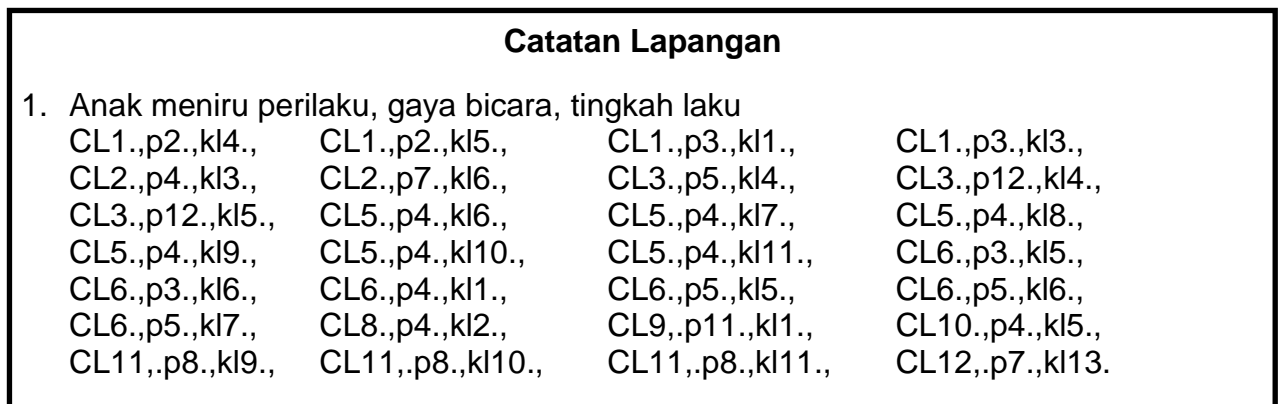 Catatan Lapangan
1. Anak meniru perilaku, gaya bicara, tingkah laku
CL1.,p2.,kl4., CL1.,p2.,kl5., CL1.,p3.,kl1., CL1.,p3.,kl3.,
CL2.,p4.,kl3., CL2.,p7.,kl6., CL3.,p5.,kl4., CL3.,p12.,kl4.,
CL3.,p12.,kl5., CL5.,p4.,kl6., CL5.,p4.,kl7., CL5.,p4.,kl8.,
CL5.,p4.,kl9., CL5.,p4.,kl10., CL5.,p4.,kl11., CL6.,p3.,kl5.,
CL6.,p3.,kl6., CL6.,p4.,kl1., CL6.,p5.,kl5., CL6.,p5.,kl6.,
CL6.,p5.,kl7., CL8.,p4.,kl2., CL9,.p11.,kl1., CL10.,p4.,kl5.,
CL11,.p8.,kl9., CL11,.p8.,kl10., CL11,.p8.,kl11., CL12,.p7.,kl13.